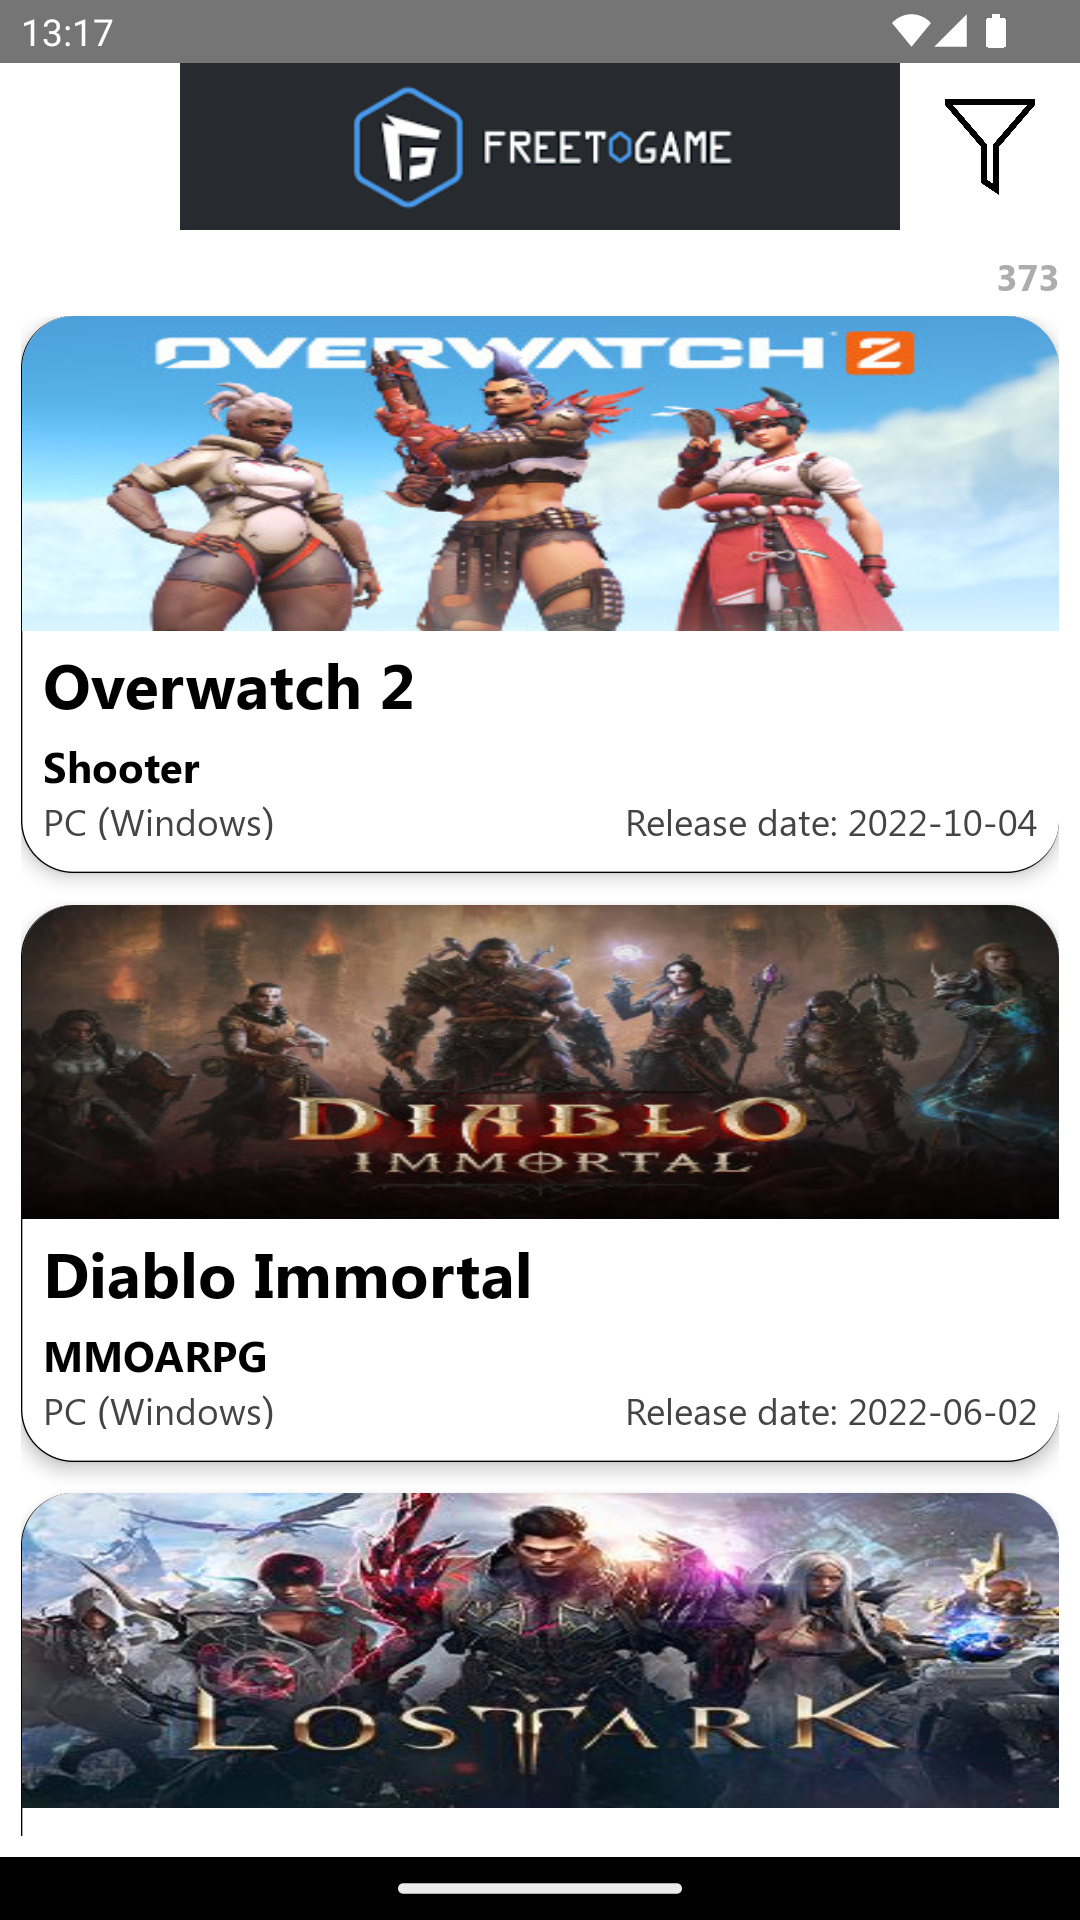 13:17
FREETOGAME
373
OVERWATCH 2
Overwatch 2
Shooter
PC (Windows)
Release date: 2022-10-04
DIABLO
IMMORTAL
Diablo Immortal
MMOARPG
PC (Windows)
Release date: 2022-06-02
LOST ARK